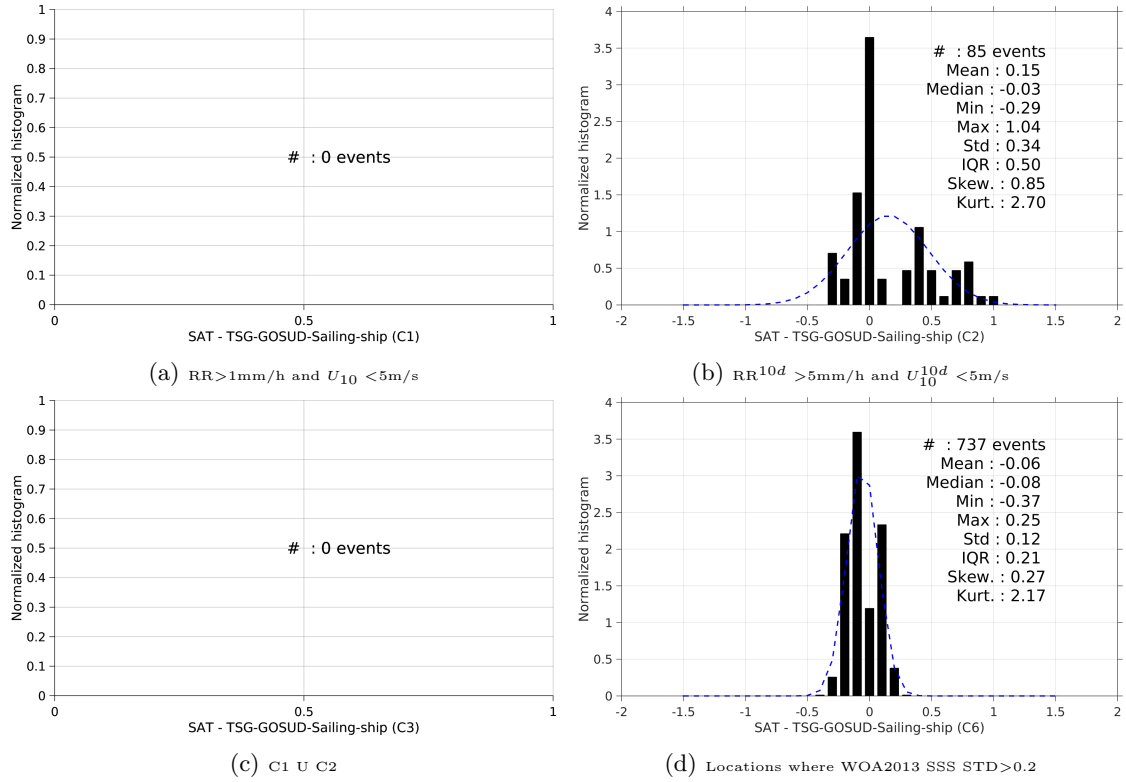 1
0.9
0.8
0.7
0.6
0.5
0.4
0.3
0.2
0.1
0
Normalized histogram
# : 0 events
0 0.5 1
SAT - TSG-GOSUD-Sailing-ship (C1)
(a) RR>1mm/h and U10 <5m/s
4
3.5
3
2.5
2
1.5
1
0.5
0
Normalized histogram
# : 85 events
Mean : 0.15
Median : -0.03
Min : -0.29
Max : 1.04
Std : 0.34
IQR : 0.50
Skew. : 0.85
Kurt. : 2.70
-2 -1.5 -1 -0.5 0 0.5 1 1.5 2
SAT - TSG-GOSUD-Sailing-ship (C2)
(b) RR^10d >5mm/h and U_10^10d <5m/s
1
0.9
0.8
0.7
0.6
0.5
0.4
0.3
0.2
0.1
0
Normalized histogram
# : 0 events
0 0.5 1
SAT - TSG-GOSUD-Sailing-ship (C3)
(c) C1 U C2
4
3.5
3
2.5
2
1.5
1
0.5
0
Normalized histogram
# : 737 events
Mean : -0.06
Median : -0.08
Min : -0.37
Max : 0.25
Std : 0.12
IQR : 0.21
Skew. : 0.27
Kurt. : 2.17
-2 -1.5 -1 -0.5 0 0.5 1 1.5 2
SAT - TSG-GOSUD-Sailing-ship (C6)
(d) Locations where WOA2013 SSS STD>0.2